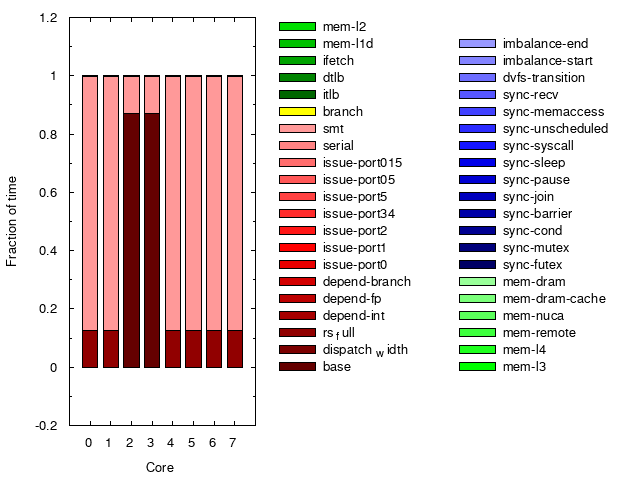 1.2
1
0.8
0.6
0.4
0.2
0
-0.2
Fraction of time
0 1 2 3 4 5 6 7
Core
mem-l2
mem-l1d
ifetch
dtlb
itlb
branch
smt
serial
issue-port015
issue-port05
issue-port5
issue-port34
issue-port2
issue-port1
issue-port0
depend-branch
depend-fp
depend-int
rs_full
dispatch_width
base
imbalance-end
imbalance-start
dvfs-transition
sync-recv
sync-memaccess
sync-unscheduled
sync-syscall
sync-sleep
sync-pause
sync-join
sync-barrier
sync-cond
sync-mutex
sync-futex
mem-dram
mem-dram-cache
mem-nuca
mem-remote
mem-l4
mem-l3